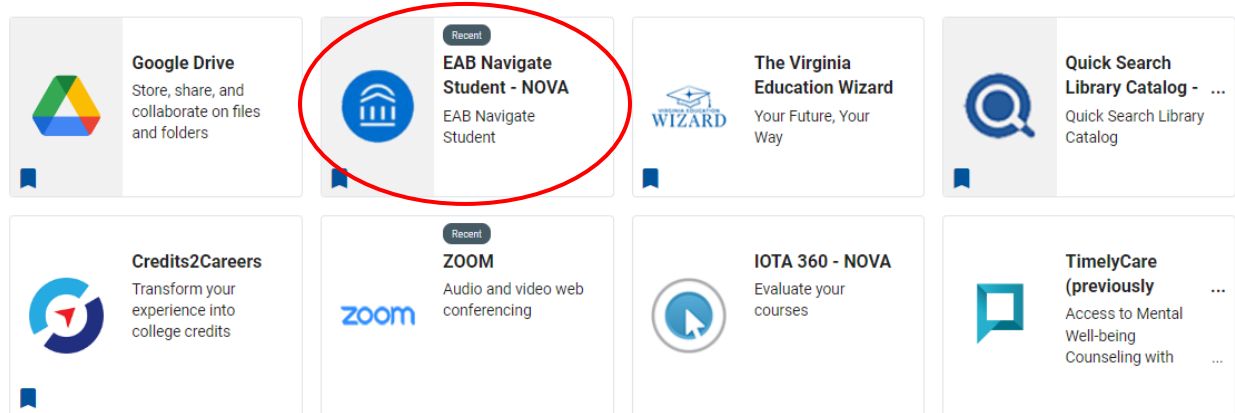 Google Drive
Store, share, and
collaborate on files
and folders
Recent
EAB Navigate
Student - NOVA
EAB Navigate
Student
VIRGINIA EDUCATION
WIZARD
The Virginia
Education Wizard
Your Future, Your
Way
Quick Search
Library Catalog - ...
Quick Search Library
Catalog
Credits2Careers
Transform your
experience into
college credits
zoom
Recent
ZOOM
Audio and video web
conferencing
IOTA 360 - NOVA
Evaluate your
courses
TimelyCare
(previously ...
Access to Mental
Well-being
Counseling with ...